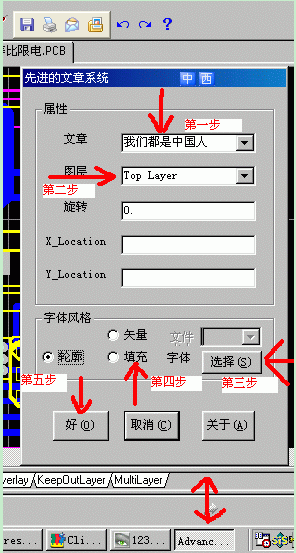 比限电.PCB
先进的文章系统 中 西
属性
第一步
文章 我们都是中国人
图层 Top Layer
第二步
旋转 0.
X_Location
Y_Location
字体风格
矢量 文件
轮廓 填充 字体 选择(S)
第五步 第四步 第三步
好(O) 取消(C) 关于(A)
verlay KeepOutLayer MultiLayer
res... Cli... 123... Advanc...